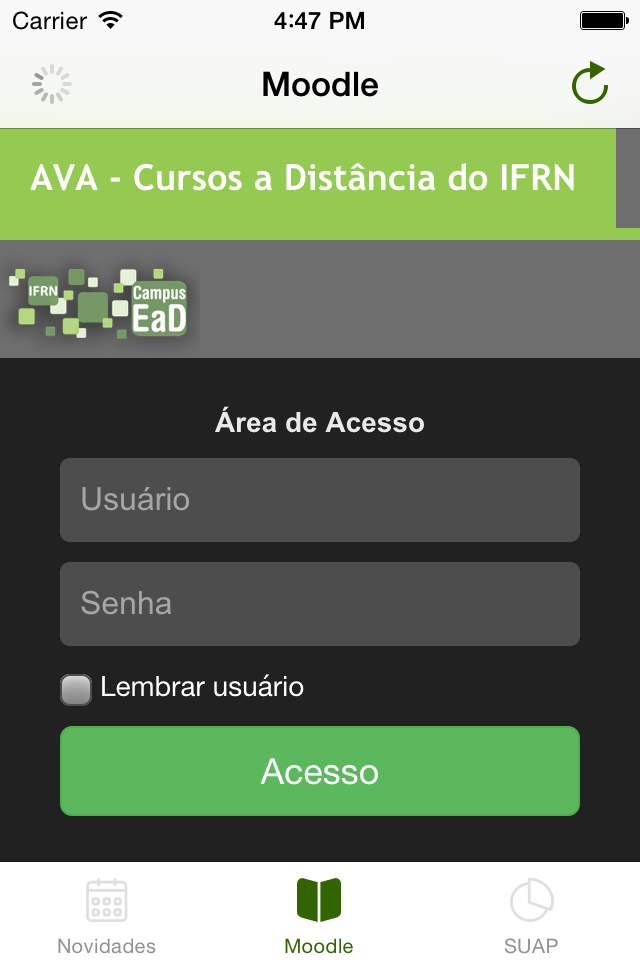 Carrier 4:47 PM
Moodle
AVA - Cursos a Distância do IFRN
IFRN
Campus
EaD
Área de Acesso
Usuário
Senha
Lembrar usuário
Acesso
Novidades Moodle SUAP